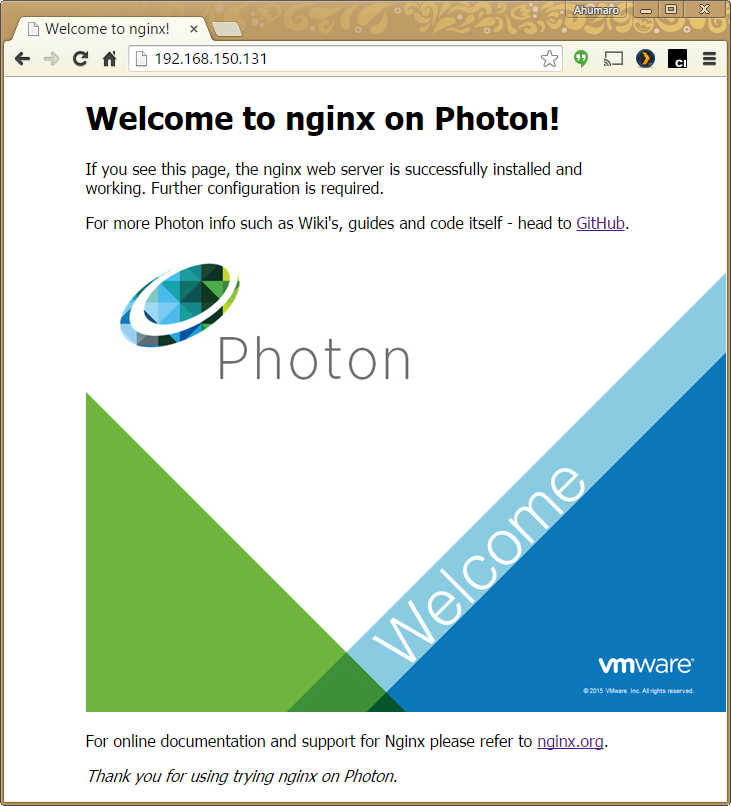 Ahumaro
Welcome to nginx!
192.168.150.131
cl
Welcome to nginx on Photon!
If you see this page, the nginx web server is successfully installed and
working. Further configuration is required.
For more Photon info such as Wiki's, guides and code itself - head to GitHub.
Photon
Welcome
vmware®
© 2015 VMware Inc. All rights reserved.
For online documentation and support for Nginx please refer to nginx.org.
Thank you for using trying nginx on Photon.